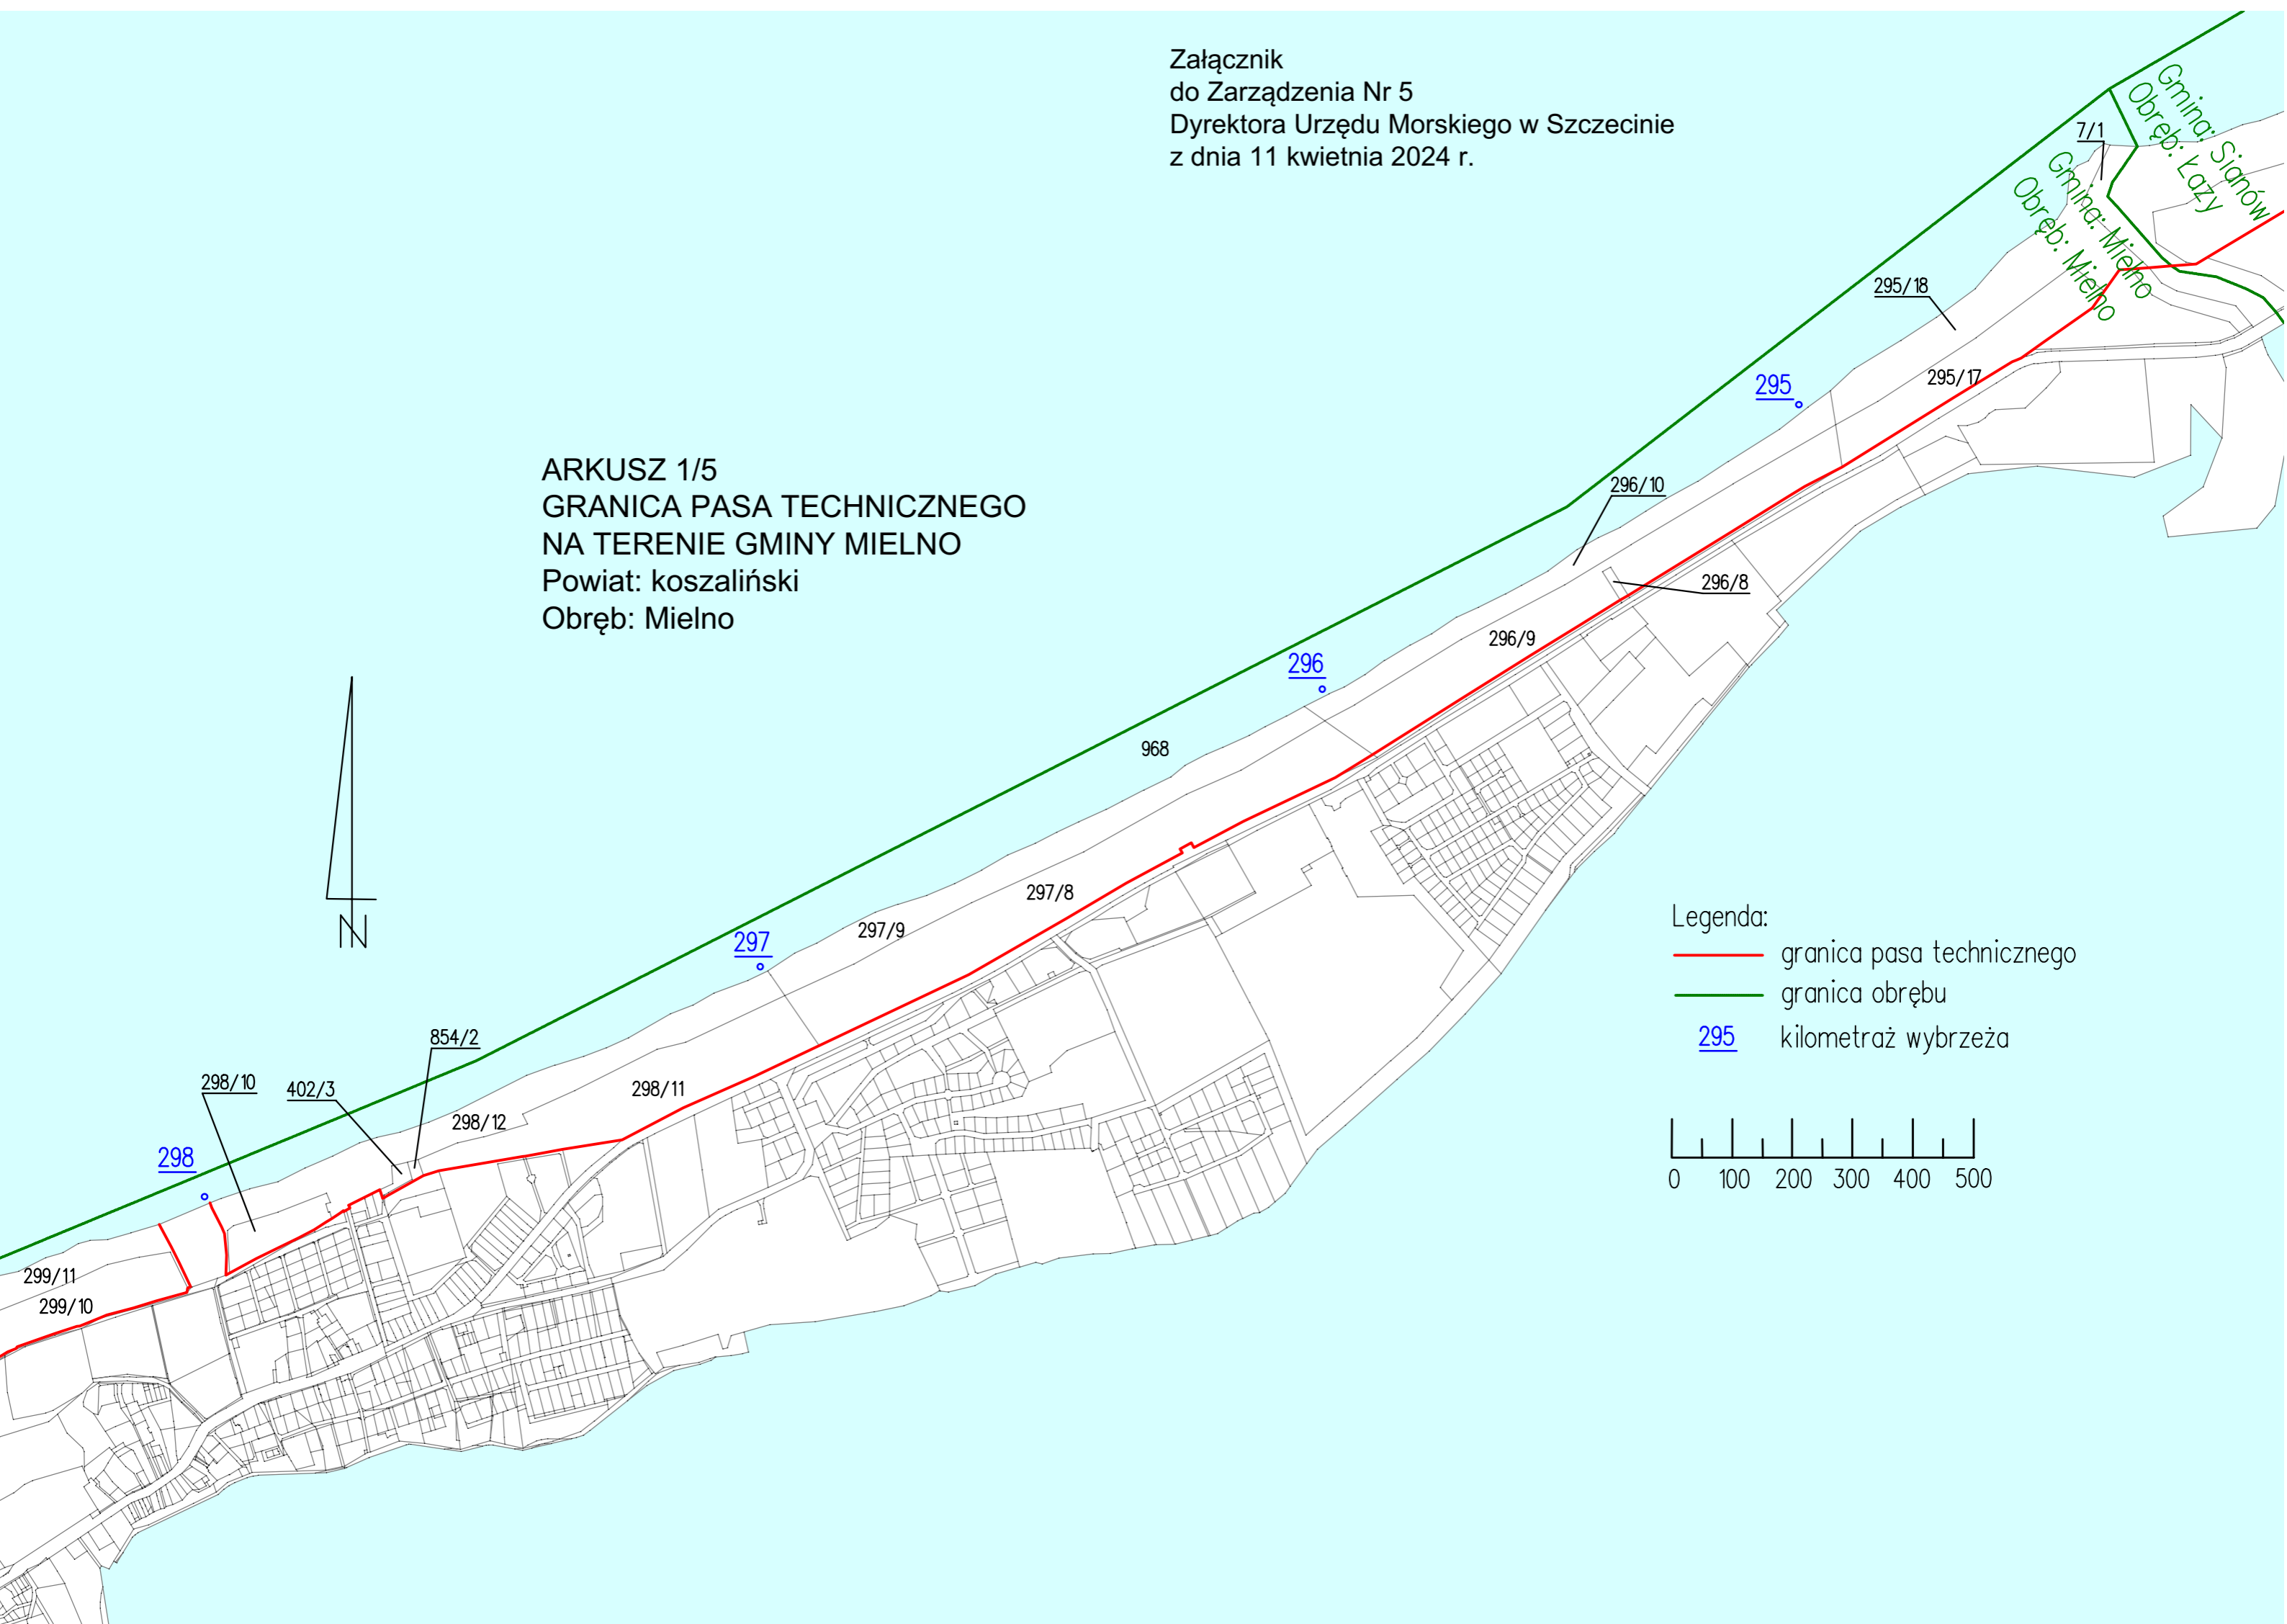 Załącznik
do Zarządzenia Nr 5
Dyrektora Urzędu Morskiego w Szczecinie
z dnia 11 kwietnia 2024 r.
Gmina: Sianów
Obręb: Łazy
7/1
Gmina: Mielno
Obręb: Mielno
295/18
295/17
295
ARKUSZ 1/5
GRANICA PASA TECHNICZNEGO
NA TERENIE GMINY MIELNO
Powiat: koszaliński
Obręb: Mielno
296/10
296/8
296/9
296
968
297/8
297/9
297
N
Legenda:
granica pasa technicznego
granica obrębu
295 kilometraż wybrzeża
854/2
298/10
402/3
298/11
298/12
298
0 100 200 300 400 500
299/11
299/10